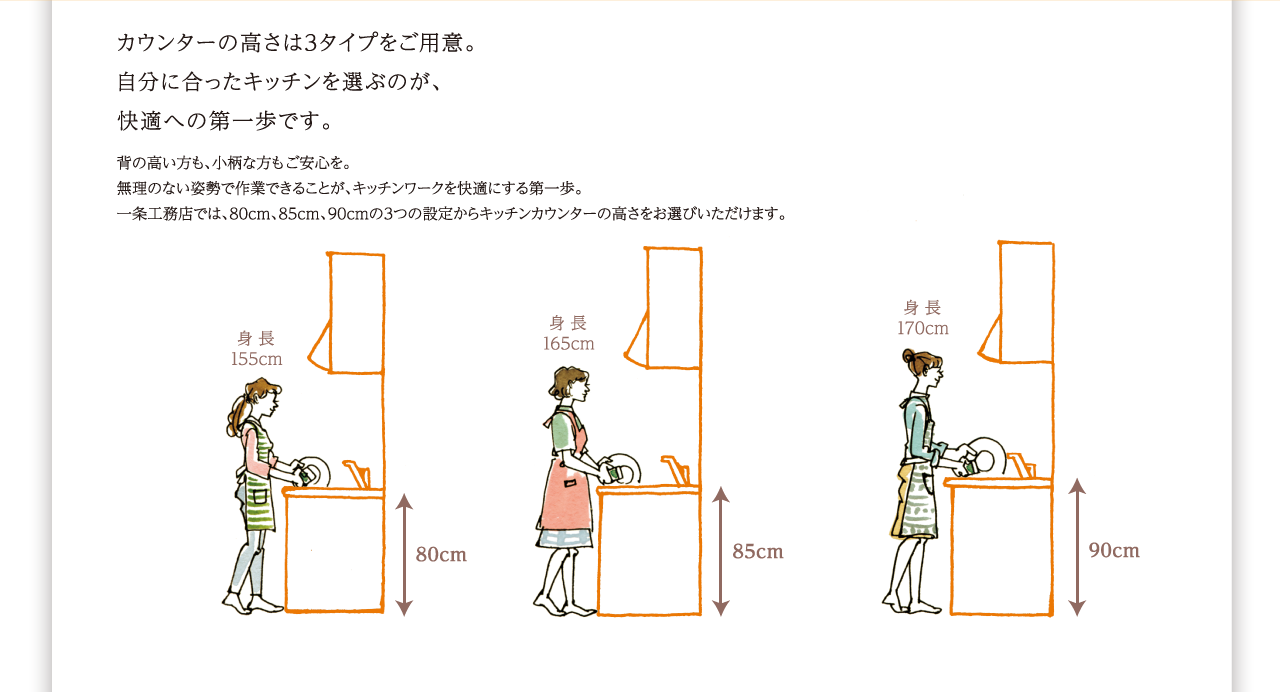 カウンターの高さは3タイプをご用意。
自分に合ったキッチンを選ぶのが、
快適への第一歩です。
背の高い方も、小柄な方もご安心を。
無理のない姿勢で作業できることが、キッチンワークを快適にする第一歩。
一条工務店では、80cm、85cm、90cmの3つの設定からキッチンカウンターの高さをお選びいただけます。
身長
155cm
80cm
身長
165cm
85cm
身長
170cm
90cm